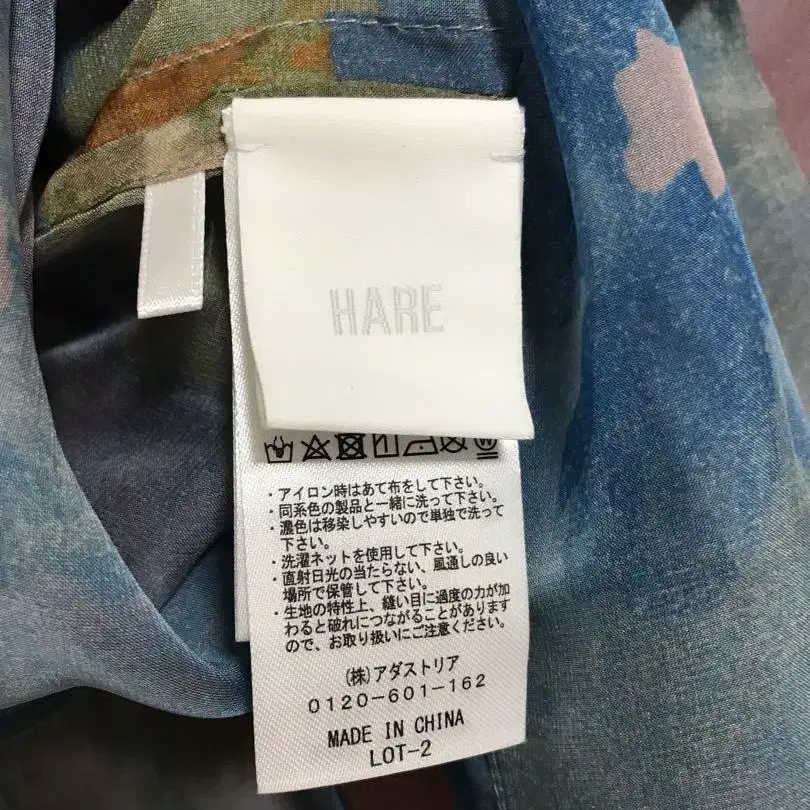 HARE
・アイロン時はあて布をして下さい。
・同系色の製品と一緒に洗って下さい。
・濃色は移染しやすいので単独で洗って
下さい。
・洗濯ネットを使用して下さい。
・直射日光の当たらない、風通しの良い
場所で保管して下さい。
・生地の特性上、縫い目に過度の力が加
わると破れにつながることがあります
ので、お取り扱いにご注意ください。
(株)アダストリア
0120-601-162
MADE IN CHINA
LOT-2